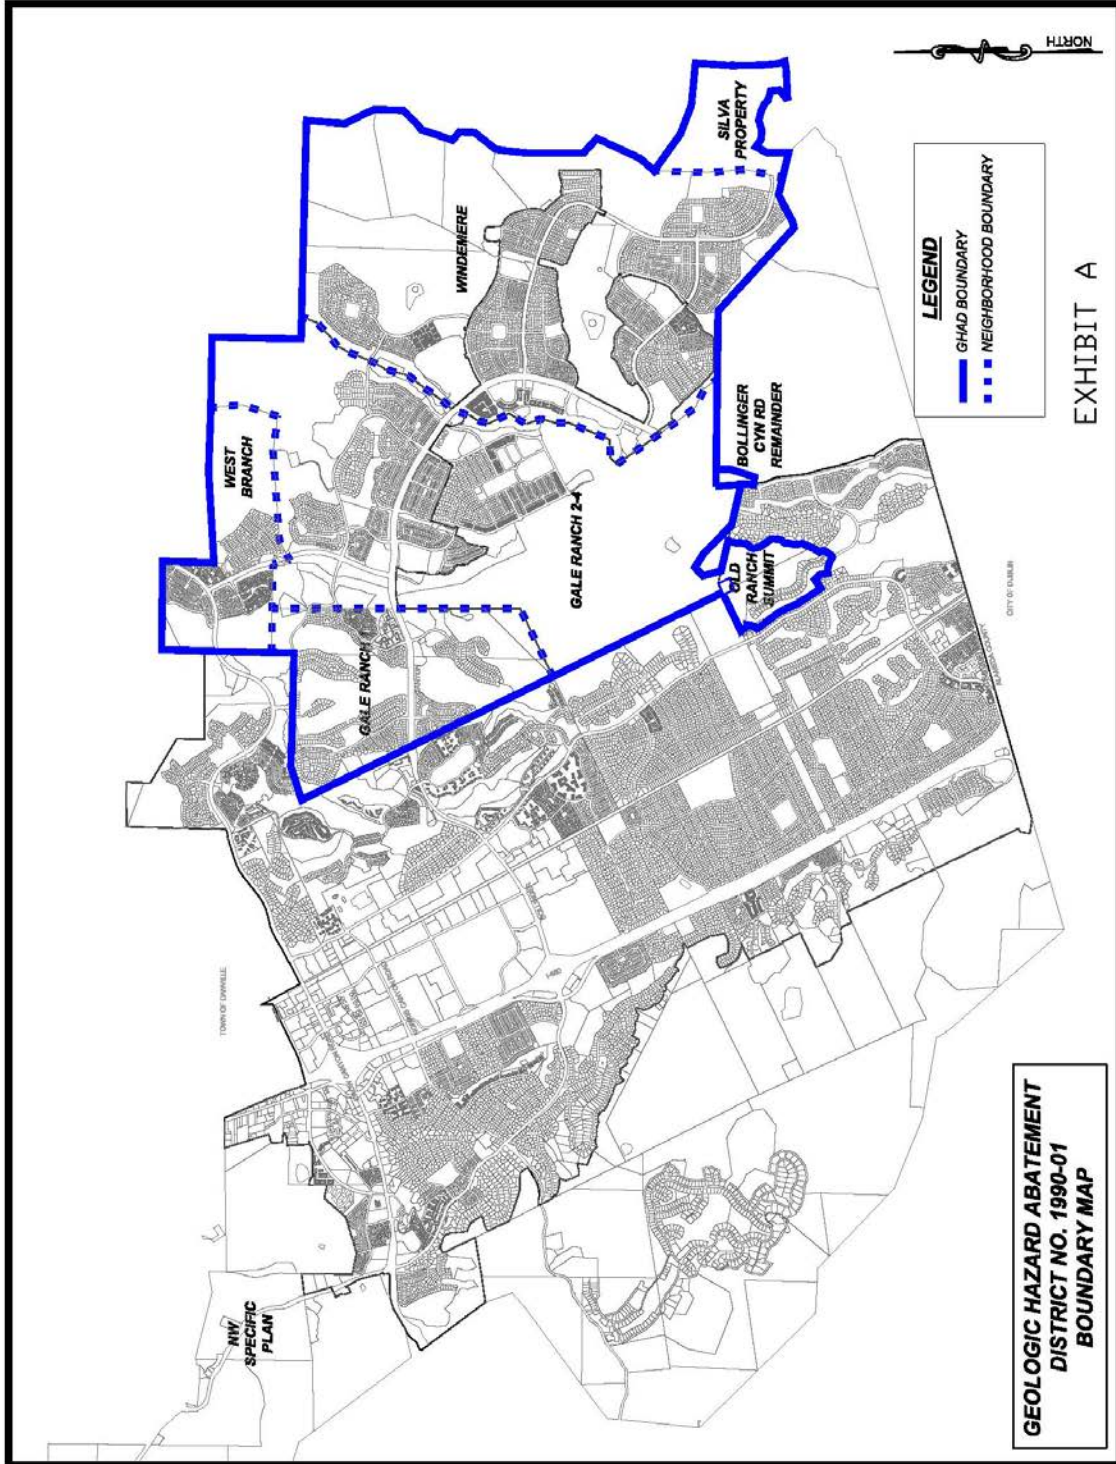 NORTH
SILVA
PROPERTY
WINDEMERE
WEST
BRANCH
BOLLINGER
CYN RD
REMAINDER
GALE RANCH 2-4
OLD
RANCH
SUMMIT
GALE RANCH
LEGEND
GHAD BOUNDARY
NEIGHBORHOOD BOUNDARY
EXHIBIT A
CITY OF DUBLIN
TOWN OF DANVILLE
I-680
NW
SPECIFIC
PLAN
GEOLOGIC HAZARD ABATEMENT
DISTRICT NO. 1990-01
BOUNDARY MAP